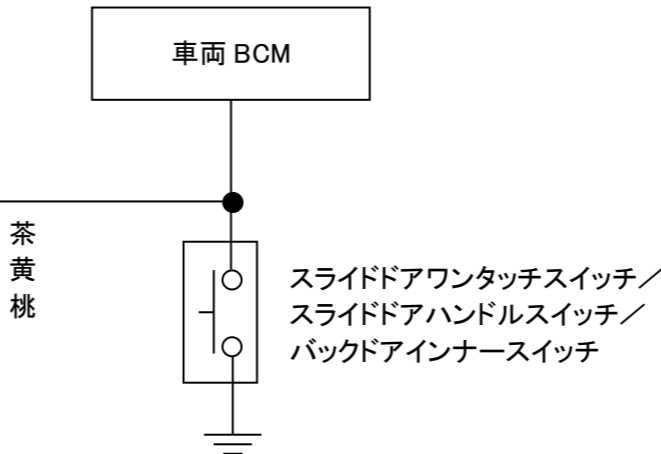 車両 BCM
茶
黄
桃
スライドドアワンタッチスイッチ／
スライドドアハンドルスイッチ／
バックドアインナースイッチ